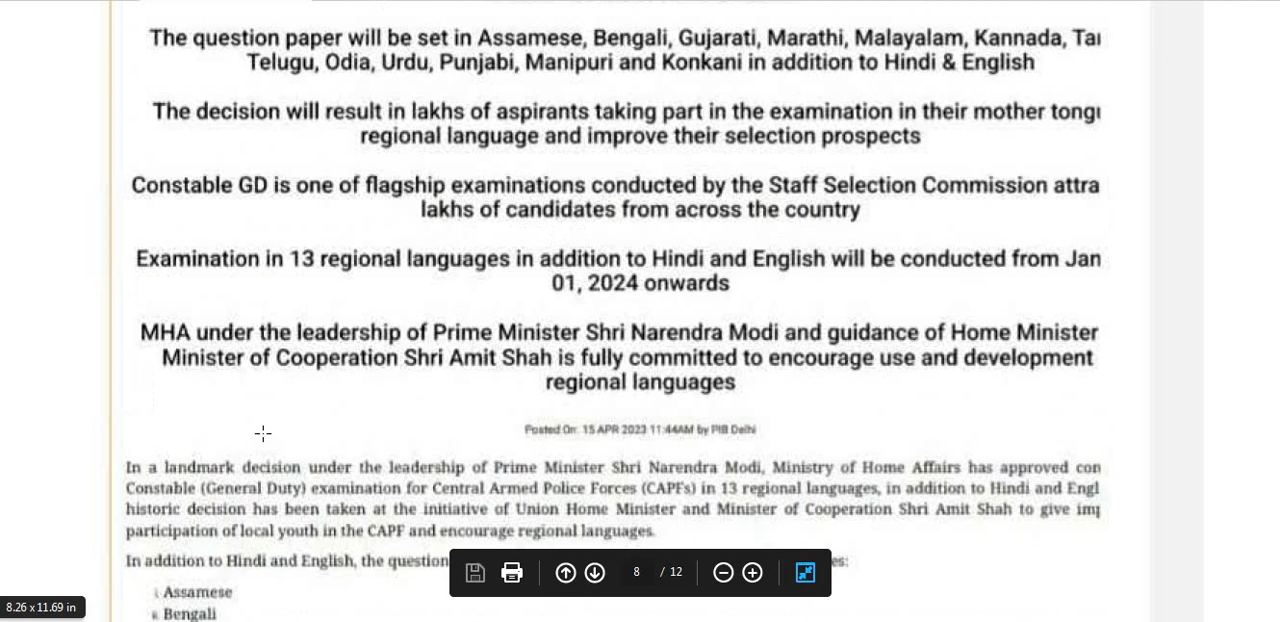 The question paper will be set in Assamese, Bengali, Gujarati, Marathi, Malayalam, Kannada,
Telugu, Odia, Urdu, Punjabi, Manipuri and Konkani in addition to Hindi & English
The decision will result in lakhs of aspirants taking part in the examination in their mother
regional language and improve their selection prospects
Constable GD is one of flagship examinations conducted by the Staff Selection Commission attra
lakhs of candidates from across the country
Examination in 13 regional languages in addition to Hindi and English will be conducted from Jan
01, 2024 onwards
MHA under the leadership of Prime Minister Shri Narendra Modi and guidance of Home Minister
Minister of Cooperation Shri Amit Shah is fully committed to encourage use and development
regional languages
Posted On: 15 APR 2023 11:44AM by PIB Delhi
In a landmark decision under the leadership of Prime Minister Shri Narendra Modi, Ministry of Home Affairs has approved con
Constable (General Duty) examination for Central Armed Police Forces (CAPFs) in 13 regional languages, in addition to Hindi and Engl
historic decision has been taken at the initiative of Union Home Minister and Minister of Cooperation Shri Amit Shah to give
participation of local youth in the CAPF and encourage regional languages.
In addition to Hindi and English, the question es:
8 / 12
i. Assamese
8.26 x 11.69 in
ii. Bengali